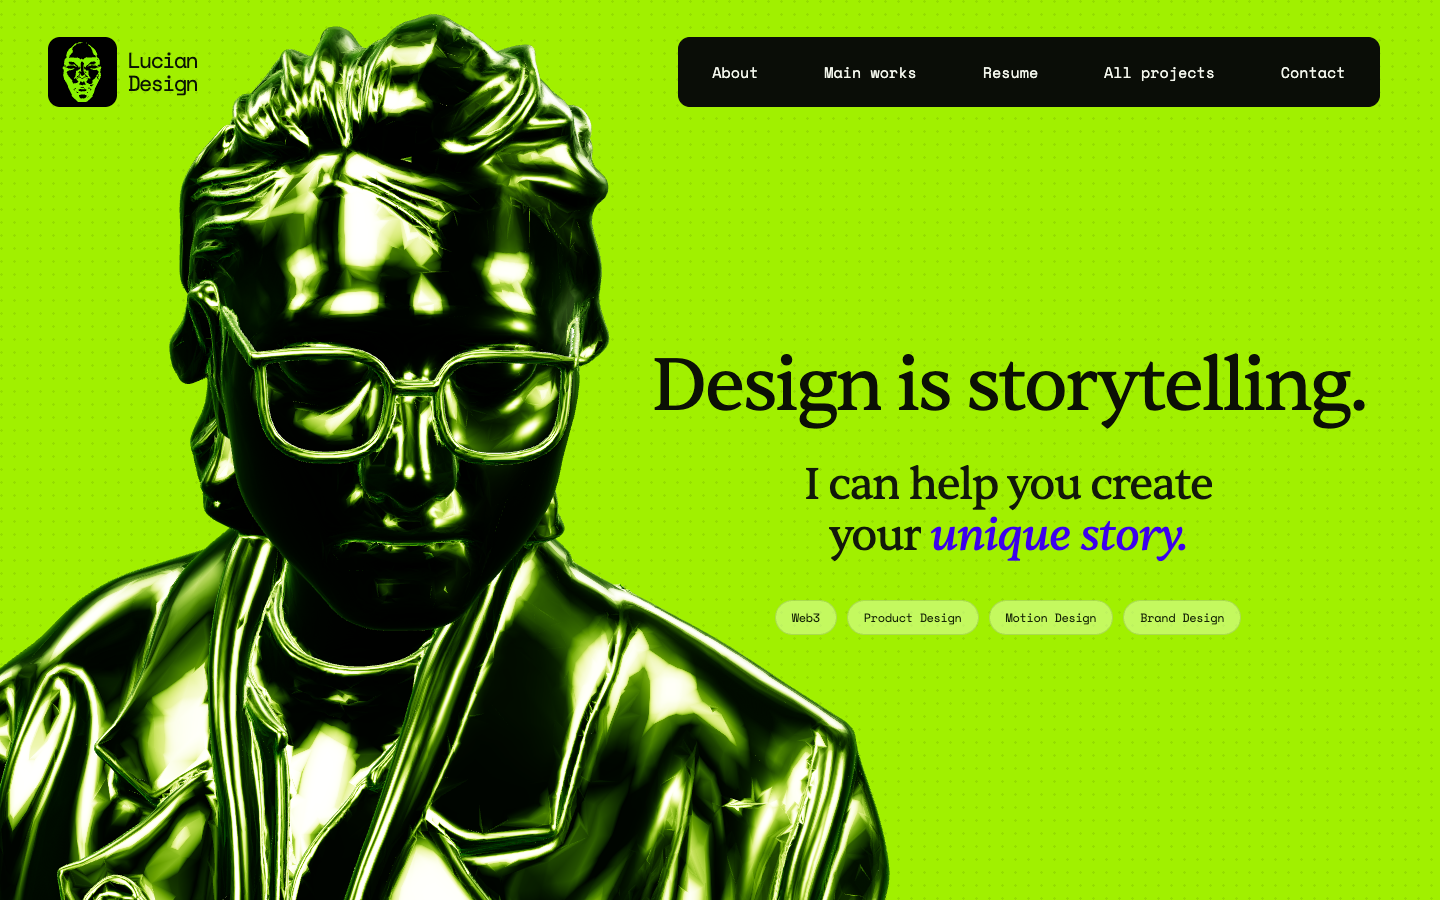 Lucian
Design
About
Main works
Resume
All projects
Contact
Design is storytelling.
I can help you create
your unique story.
Web3
Product Design
Motion Design
Brand Design